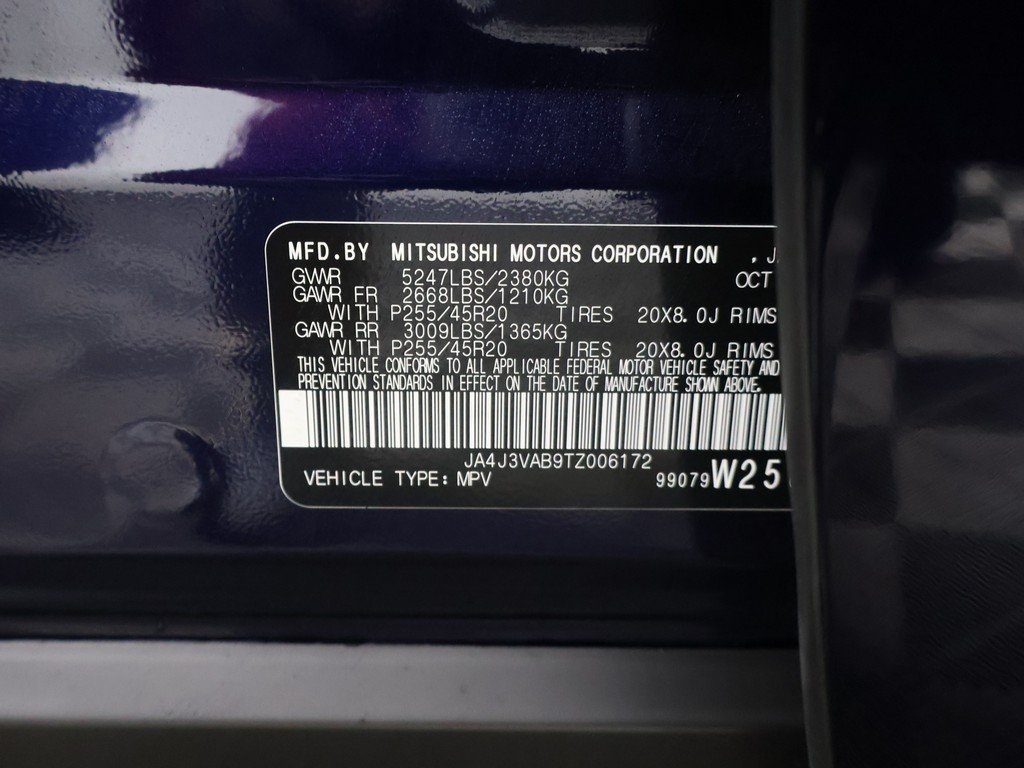 MFD.BY MITSUBISHI MOTORS CORPORATION , J
GVWR 5247LBS/2380KG OCT
GAWR FR 2668LBS/1210KG
WITH P255/45R20 TIRES 20X8.0J RIMS
GAWR RR 3009LBS/1365KG
WITH P255/45R20 TIRES 20X8.0J RIMS
THIS VEHICLE CONFORMS TO ALL APPLICABLE FEDERAL MOTOR VEHICLE SAFETY AND
PREVENTION STANDARDS IN EFFECT ON THE DATE OF MANUFACTURE SHOWN ABOVE.
JA4J3VAB9TZ006172
VEHICLE TYPE: MPV 99079 W25